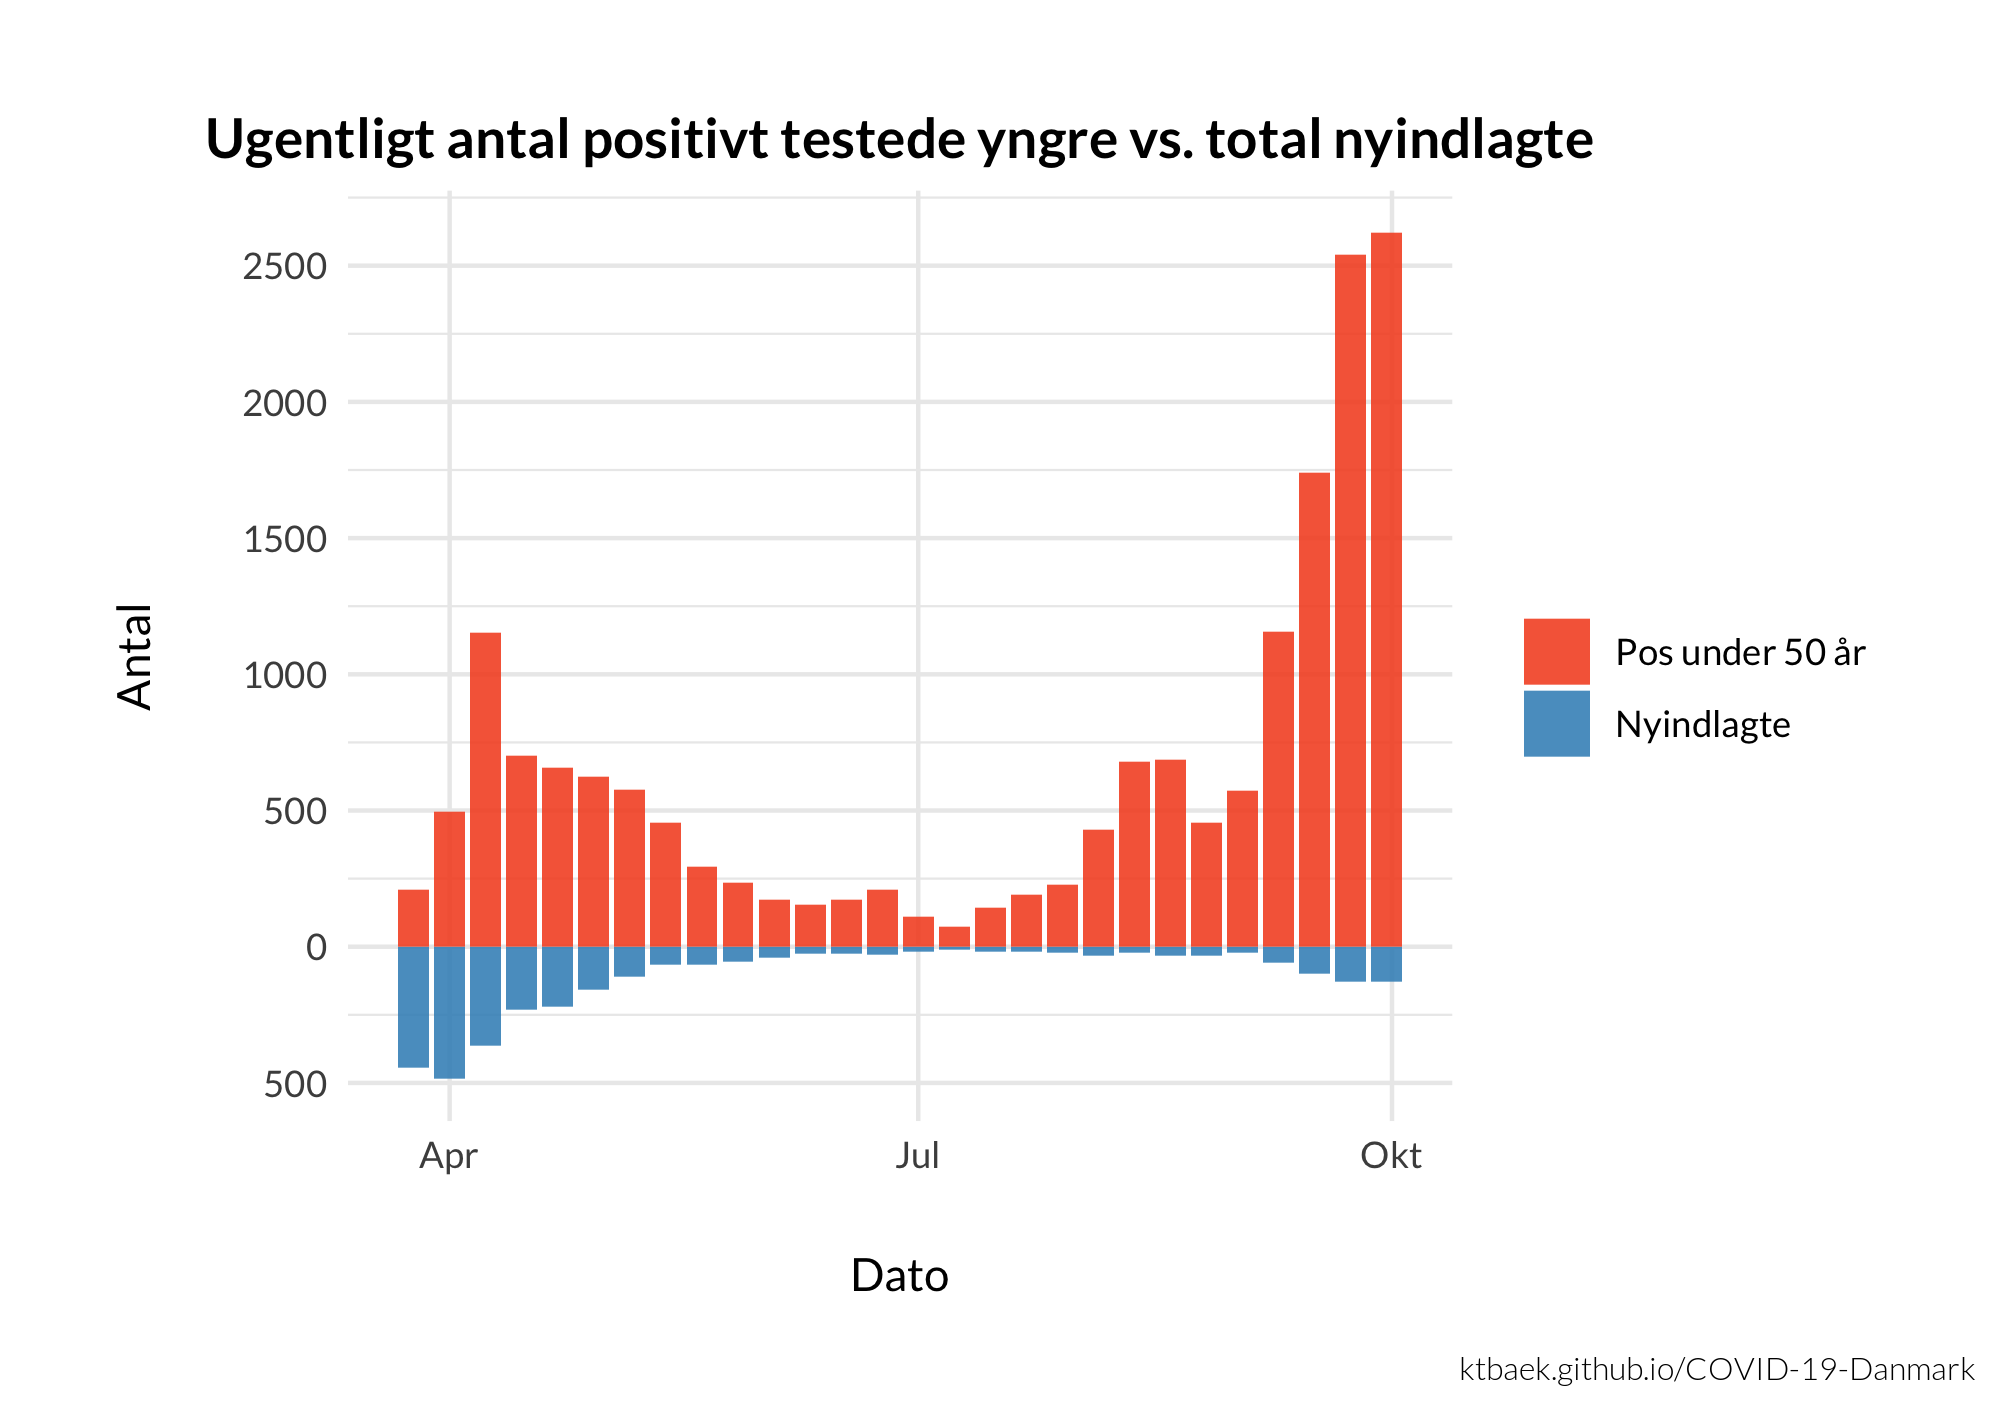 Ugentligt antal positivt testede yngre vs. total nyindlagte
2500
2000
1500
1000
500
0
500
Antal
Apr
Jul
Okt
Dato
Pos under 50 år
Nyindlagte
ktbaek.github.io/COVID-19-Danmark